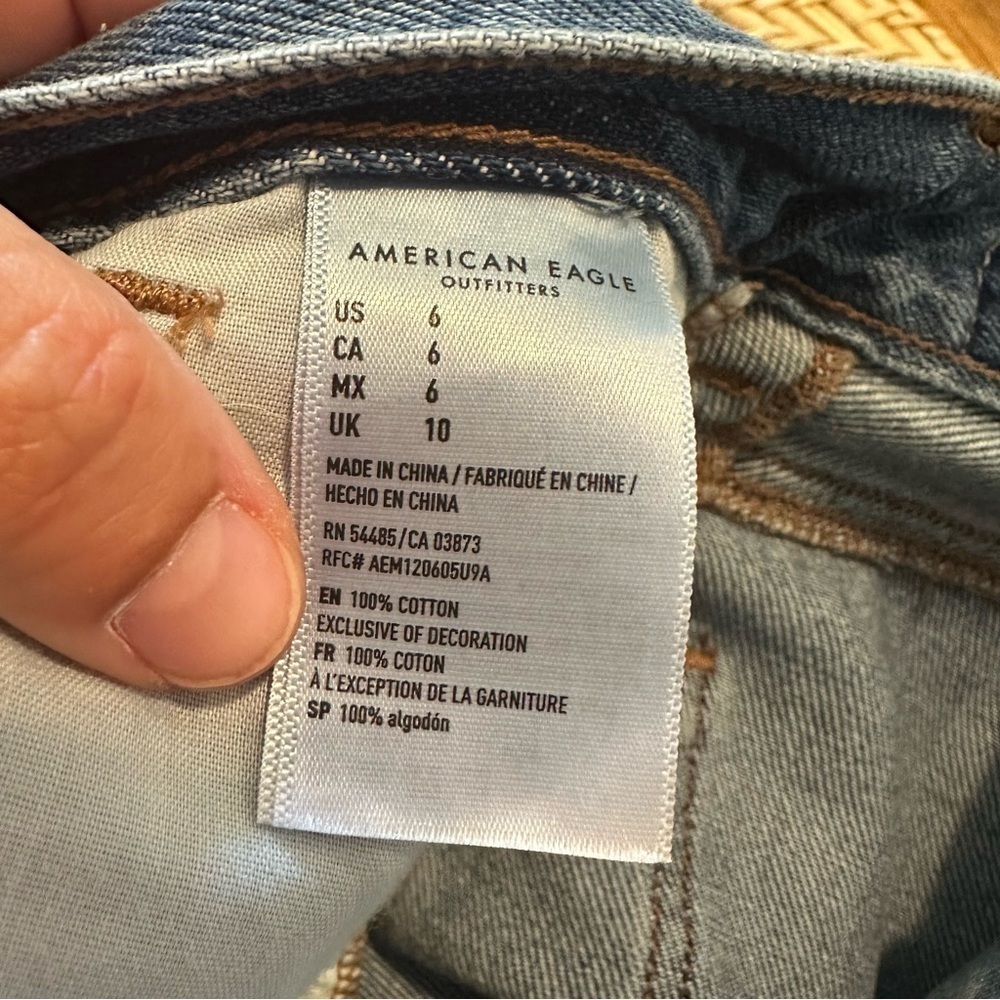 AMERICAN EAGLE
OUTFITTERS
US 6
CA 6
MX 6
UK 10
MADE IN CHINA / FABRIQUÉ EN CHINE /
HECHO EN CHINA
RN 54485/CA 03873
RFC# AEM120605U9A
EN 100% COTTON
EXCLUSIVE OF DECORATION
FR 100% COTON
À L'EXCEPTION DE LA GARNITURE
SP 100% algodón